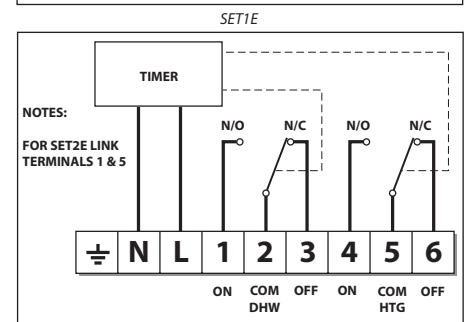 SET1E
TIMER
NOTES:
N/O N/C N/O N/C
FOR SET2E LINK
TERMINALS 1 & 5
N L 1 2 3 4 5 6
ON COM OFF ON COM OFF
DHW HTG